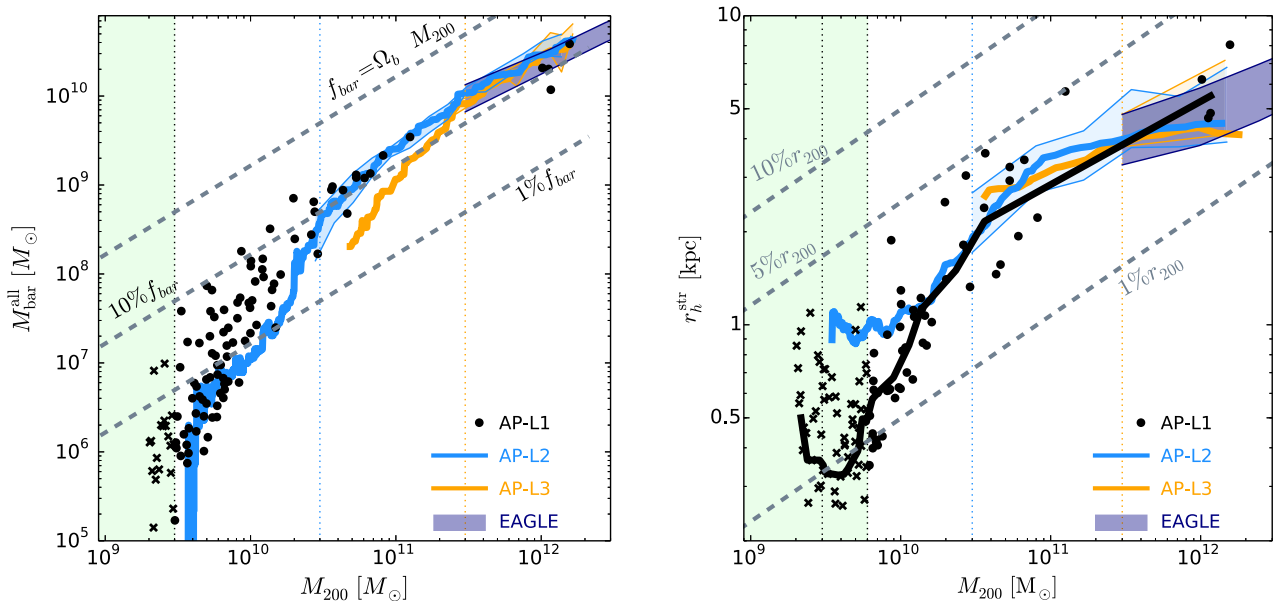 f_bar=Ω_b M_200
10%f_bar
1%f_bar
10^10
10^9
10^8
10^7
10^6
10^5
M_bar^all [M_⊙]
AP-L1
AP-L2
AP-L3
EAGLE
10^9 10^10 10^11 10^12
M_200 [M_⊙]
10
5
1
0.5
r_h^str [kpc]
10%r_200
5%r_200
1%r_200
AP-L1
AP-L2
AP-L3
EAGLE
10^9 10^10 10^11 10^12
M_200 [M_⊙]